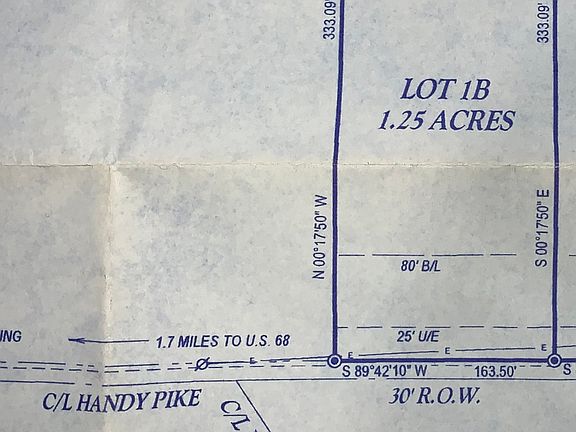 333.09'
333.09'
LOT 1B
1.25 ACRES
N 00°17'50" W
S 00°17'50" E
80' B/L
ING
1.7 MILES TO U.S. 68
25' U/E
E
E
E
E
S 89°42'10" W
163.50'
S
C/L HANDY PIKE
C/L
30' R.O.W.